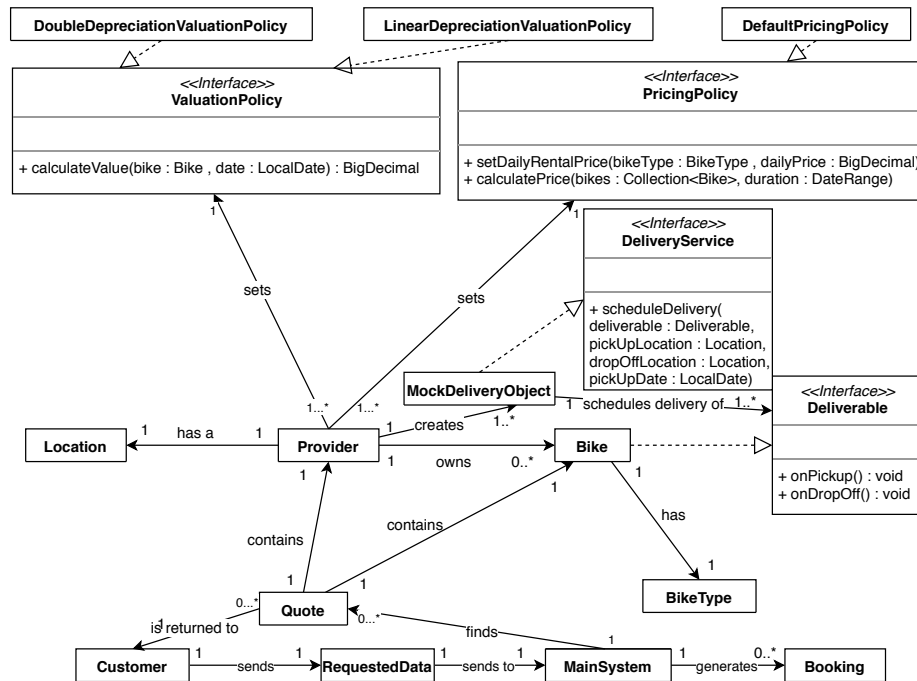 DoubleDepreciationValuationPolicy
LinearDepreciationValuationPolicy
DefaultPricingPolicy
<<Interface>>
ValuationPolicy
+ calculateValue(bike : Bike , date : LocalDate) : BigDecimal
<<Interface>>
PricingPolicy
+ setDailyRentalPrice(bikeType : BikeType , dailyPrice : BigDecimal)
+ calculatePrice(bikes : Collection<Bike>, duration : DateRange)
1
1
<<Interface>>
DeliveryService
+ scheduleDelivery(
deliverable : Deliverable,
pickUpLocation : Location,
dropOffLocation : Location,
pickUpDate : LocalDate)
sets
sets
MockDeliveryObject
1 schedules delivery of 1..*
<<Interface>>
Deliverable
+ onPickup() : void
+ onDropOff() : void
1...*
1...*
1 creates 1..*
Location
1 has a 1
Provider
1 owns 0..*
Bike
1
1
1
contains
contains
has
1
1
1
BikeType
0...*
Quote
0...*
is returned to
1
finds
1
Customer
1 sends 1
RequestedData
1 sends to 1
MainSystem
1 generates 0..*
Booking